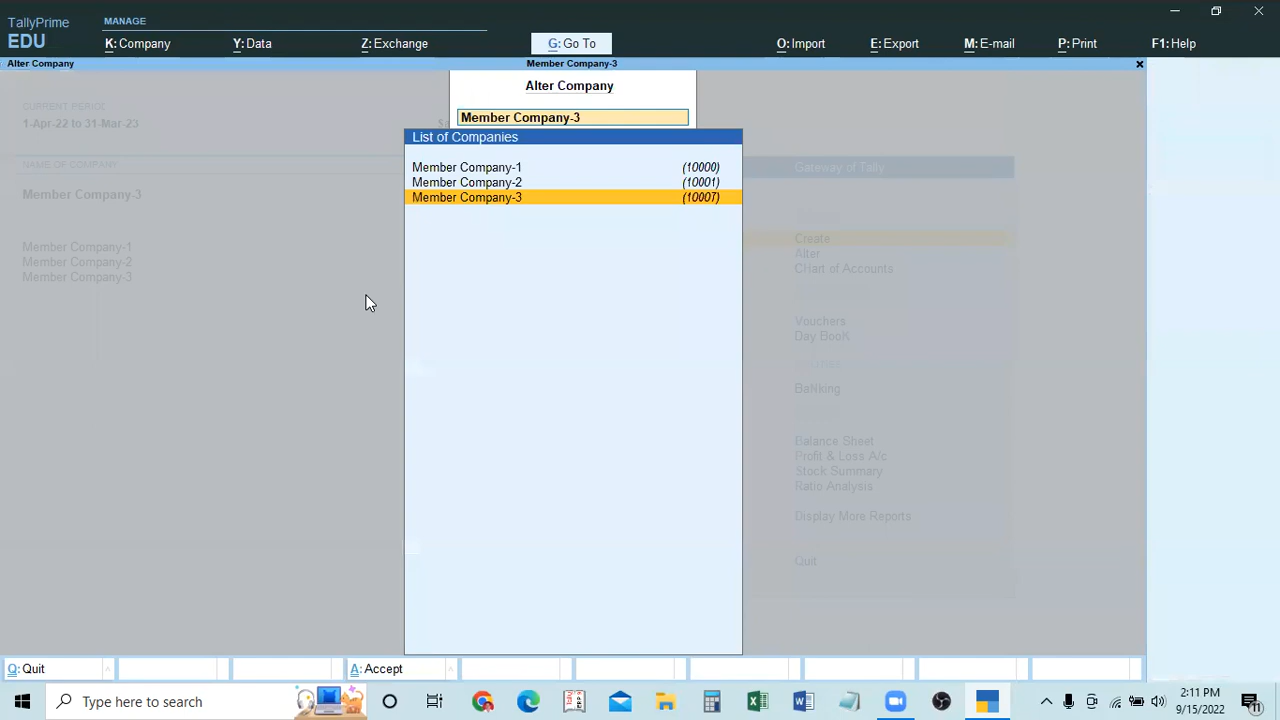 TallyPrime
EDU
MANAGE
K: Company
Y: Data
Z: Exchange
G: Go To
O: Import
E: Export
M: E-mail
P: Print
F1: Help
Alter Company
Member Company-3
Alter Company
CURRENT PERIOD
1-Apr-22 to 31-Mar-23
NAME OF COMPANY
Member Company-3
Member Company-1
Member Company-2
Member Company-3
Member Company-3
List of Companies
Member Company-1 (10000)
Member Company-2 (10001)
Member Company-3 (10007)
Gateway of Tally
Create
Alter
CHart of Accounts
Vouchers
Day Book
UTILITIES
BaNking
Balance Sheet
Profit & Loss A/c
Stock Summary
Ratio Analysis
Display More Reports
Quit
Q: Quit
A: Accept
Type here to search
2:11 PM
9/15/2022